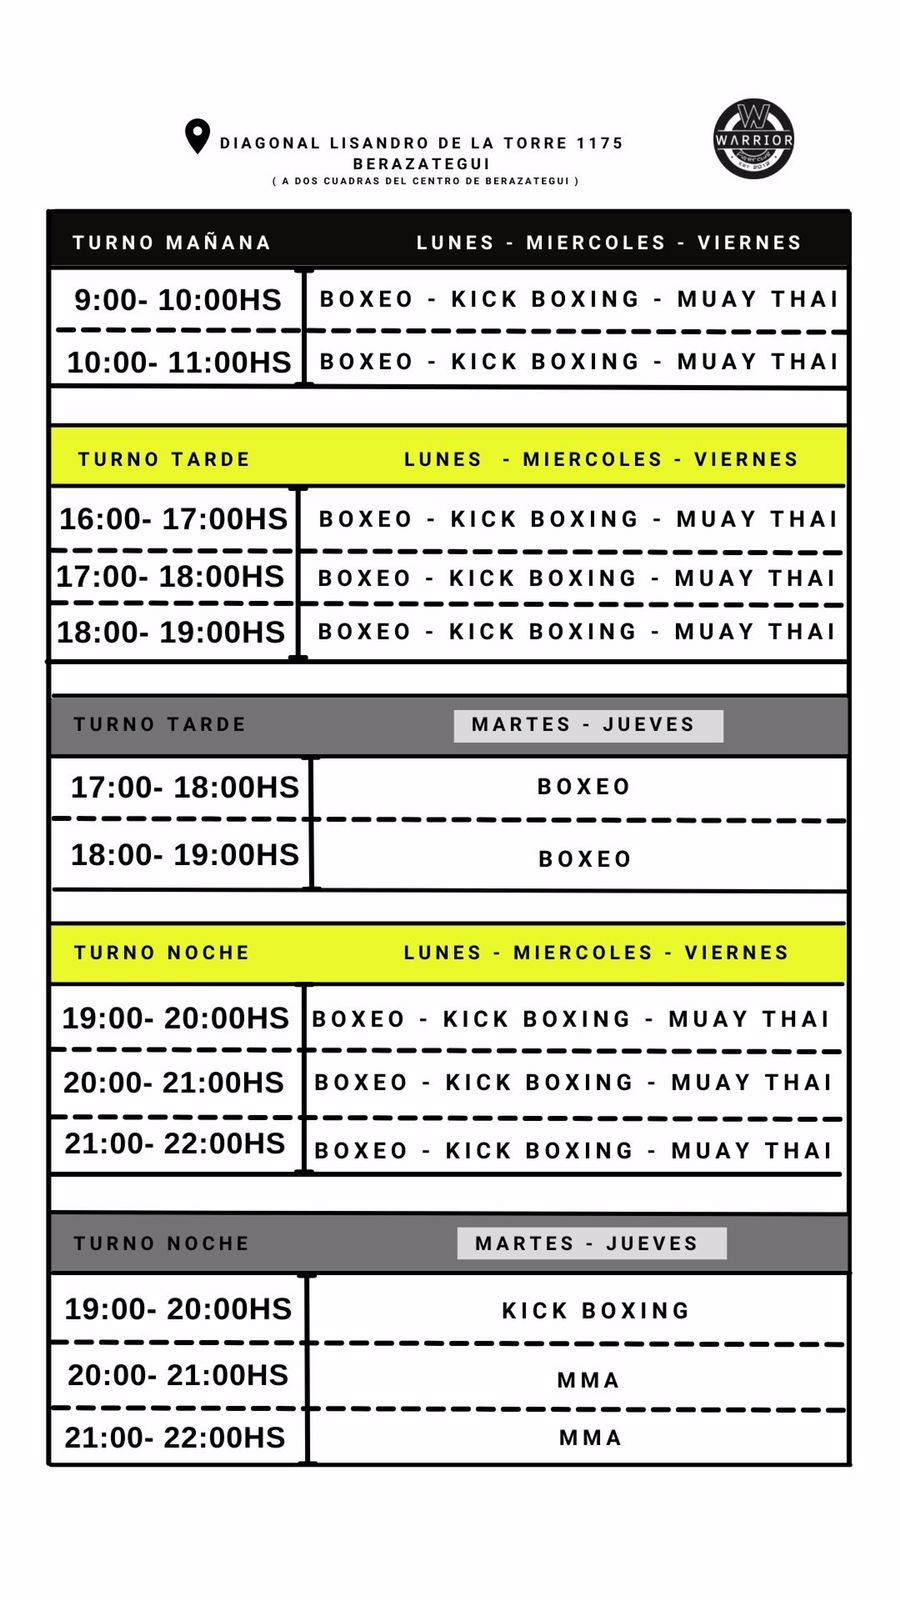 DIAGONAL LISANDRO DE LA TORRE 1175
BERAZATEGUI
( A DOS CUADRAS DEL CENTRO DE BERAZATEGUI )
W
WARRIOR
FIGHT CLUB
EST 2012
TURNO MAÑANA LUNES - MIERCOLES - VIERNES
9:00- 10:00HS BOXEO - KICK BOXING - MUAY THAI
10:00- 11:00HS BOXEO - KICK BOXING - MUAY THAI
TURNO TARDE LUNES - MIERCOLES - VIERNES
16:00- 17:00HS BOXEO - KICK BOXING - MUAY THAI
17:00- 18:00HS BOXEO - KICK BOXING - MUAY THAI
18:00- 19:00HS BOXEO - KICK BOXING - MUAY THAI
TURNO TARDE MARTES - JUEVES
17:00- 18:00HS BOXEO
18:00- 19:00HS BOXEO
TURNO NOCHE LUNES - MIERCOLES - VIERNES
19:00- 20:00HS BOXEO - KICK BOXING - MUAY THAI
20:00- 21:00HS BOXEO - KICK BOXING - MUAY THAI
21:00- 22:00HS BOXEO - KICK BOXING - MUAY THAI
TURNO NOCHE MARTES - JUEVES
19:00- 20:00HS KICK BOXING
20:00- 21:00HS MMA
21:00- 22:00HS MMA